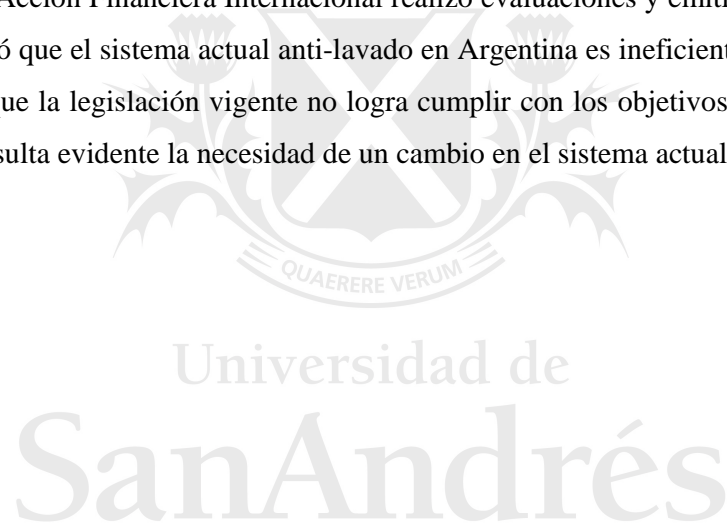 Acción Financiera Internacional realizó evaluaciones y emiti
ó que el sistema actual anti-lavado en Argentina es ineficient
que la legislación vigente no logra cumplir con los objetivos
sulta evidente la necesidad de un cambio en el sistema actual
QUAERERE VERUM
Universidad de
SanAndrés